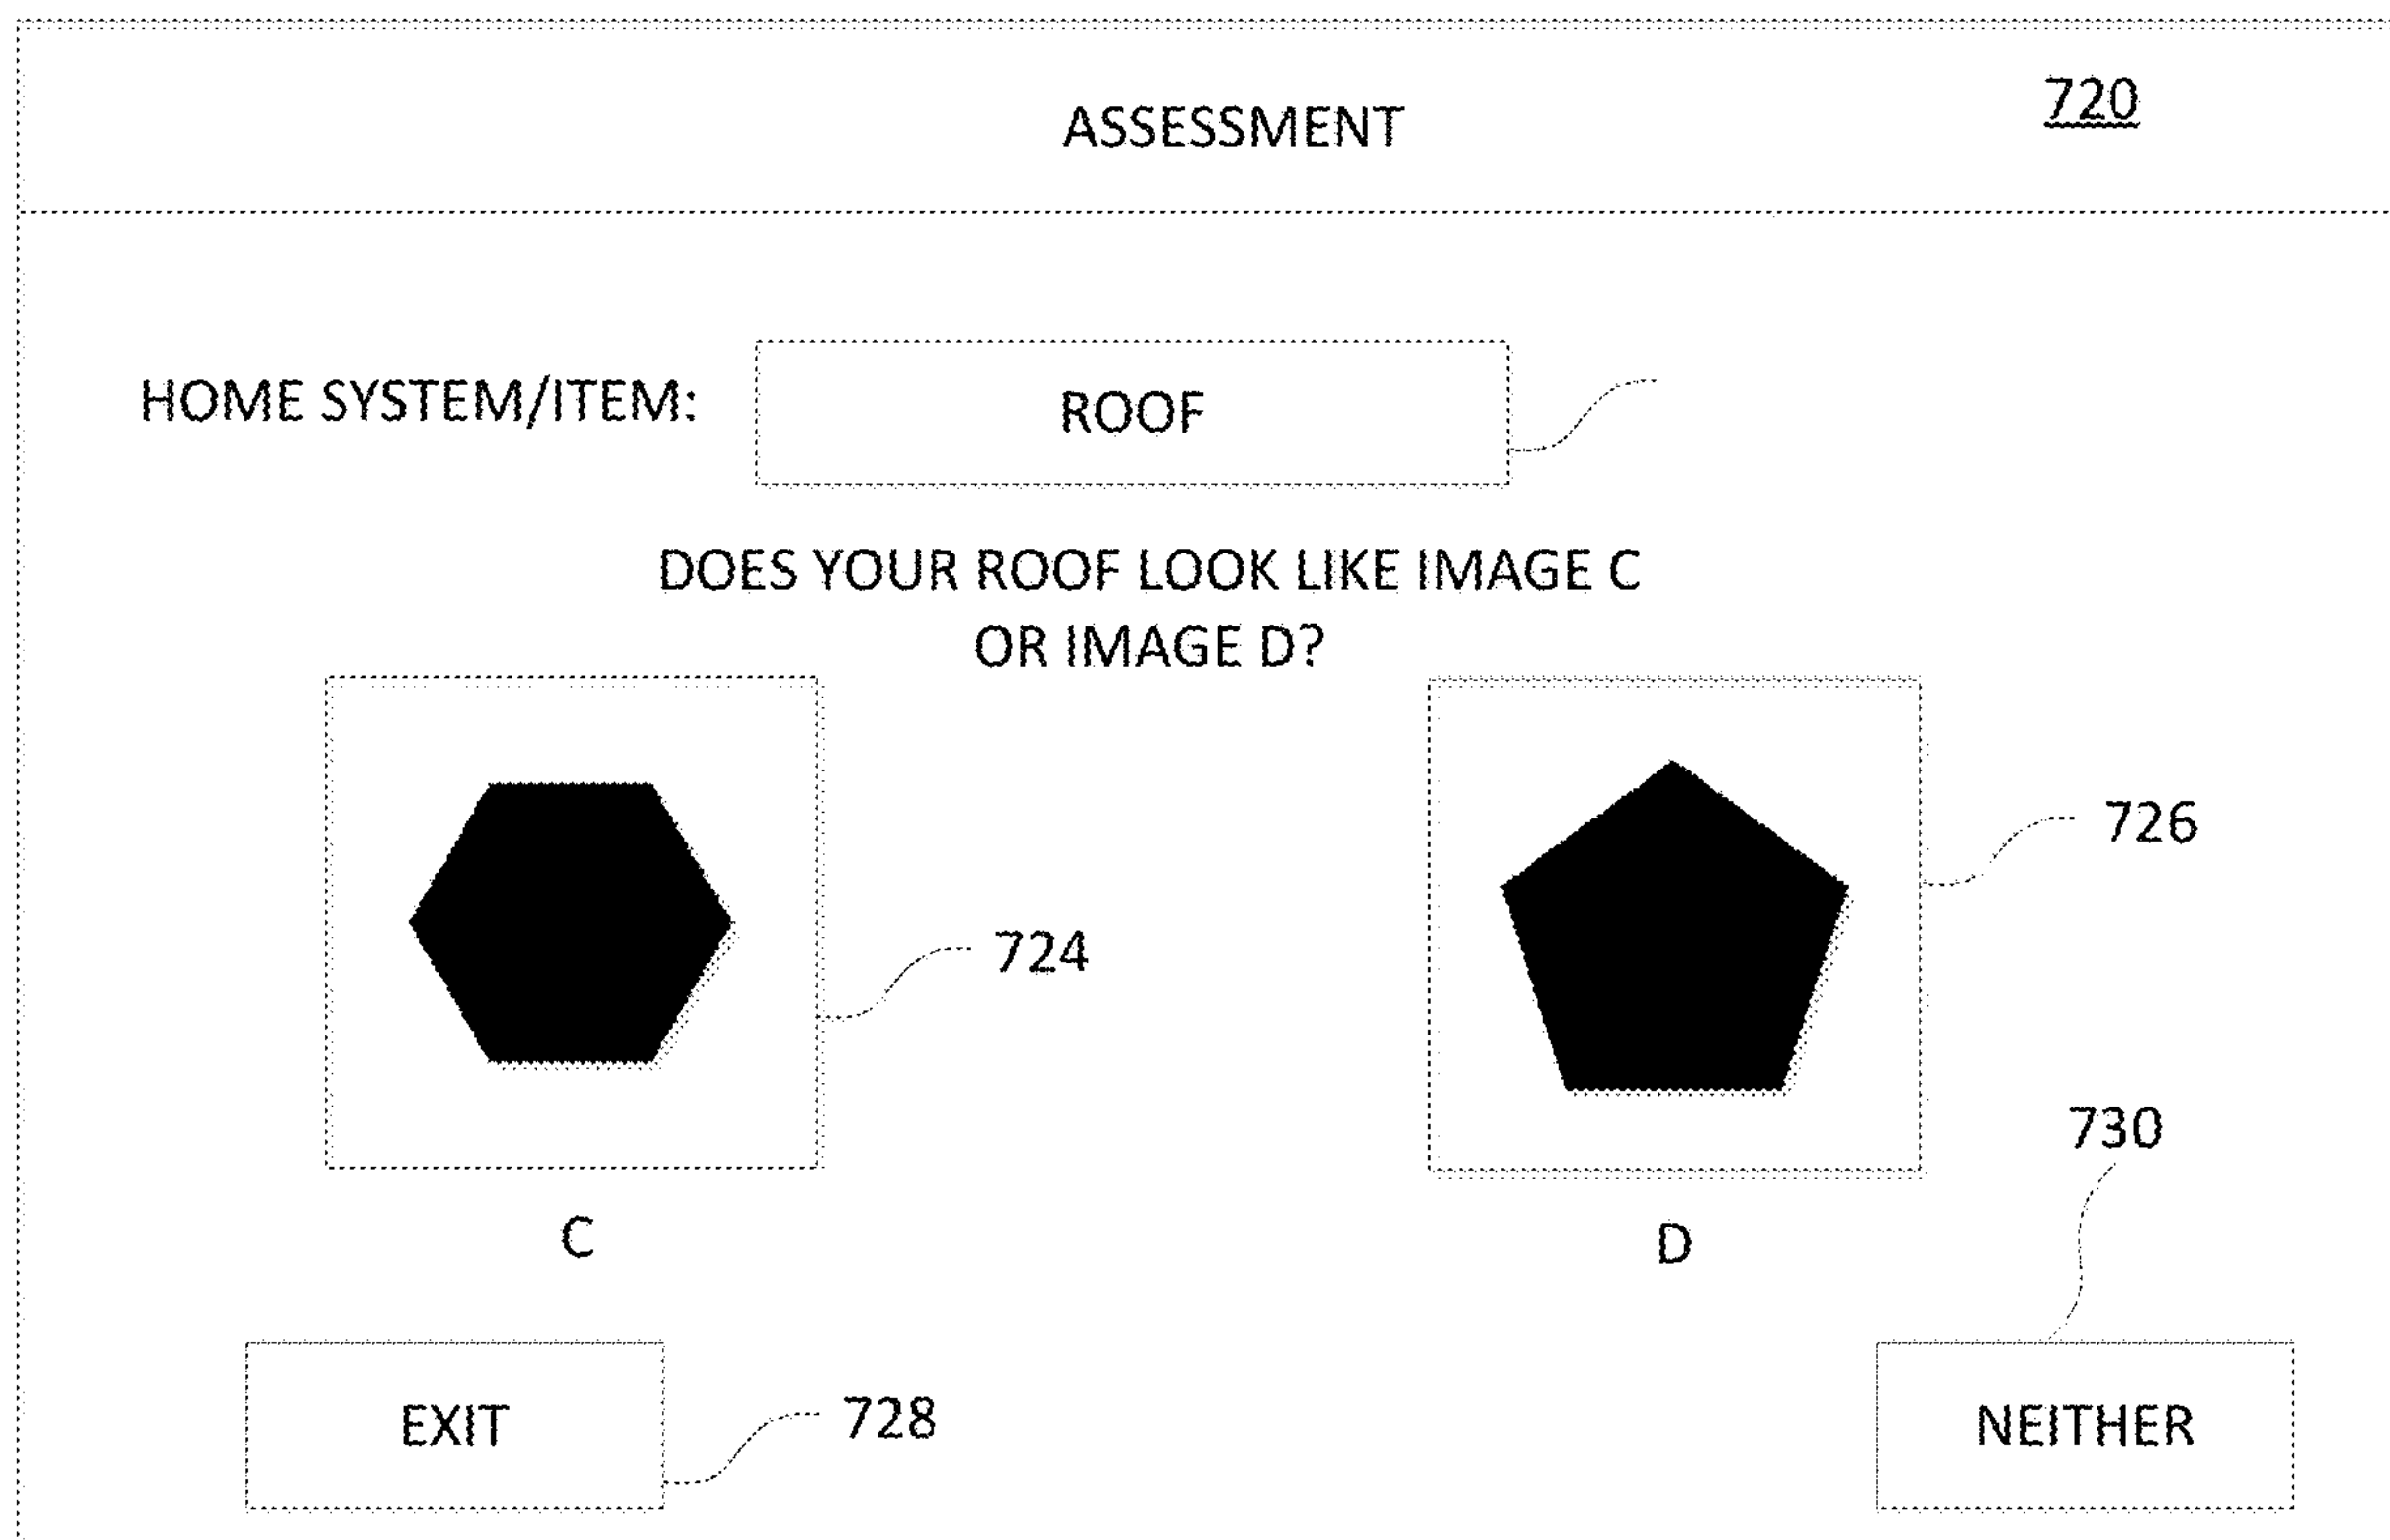 ASSESSMENT
720
HOME SYSTEM/ITEM:
ROOF
DOES YOUR ROOF LOOK LIKE IMAGE C
OR IMAGE D?
726
724
730
C
D
EXIT
728
NEITHER